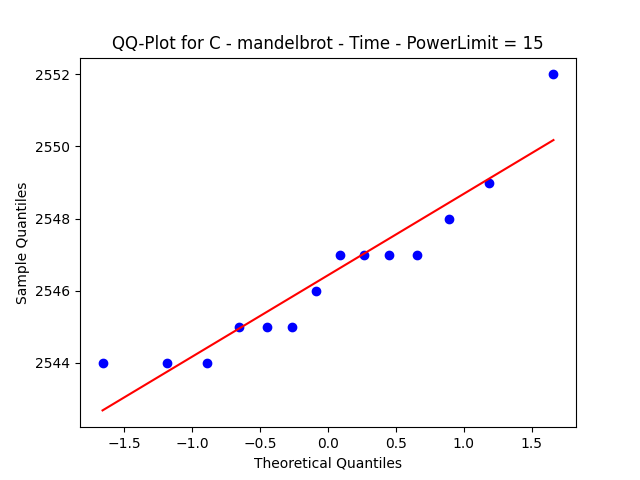 QQ-Plot for C - mandelbrot - Time - PowerLimit = 15
2552
2550
2548
2546
2544
Sample Quantiles
−1.5 −1.0 −0.5 0.0 0.5 1.0 1.5
Theoretical Quantiles